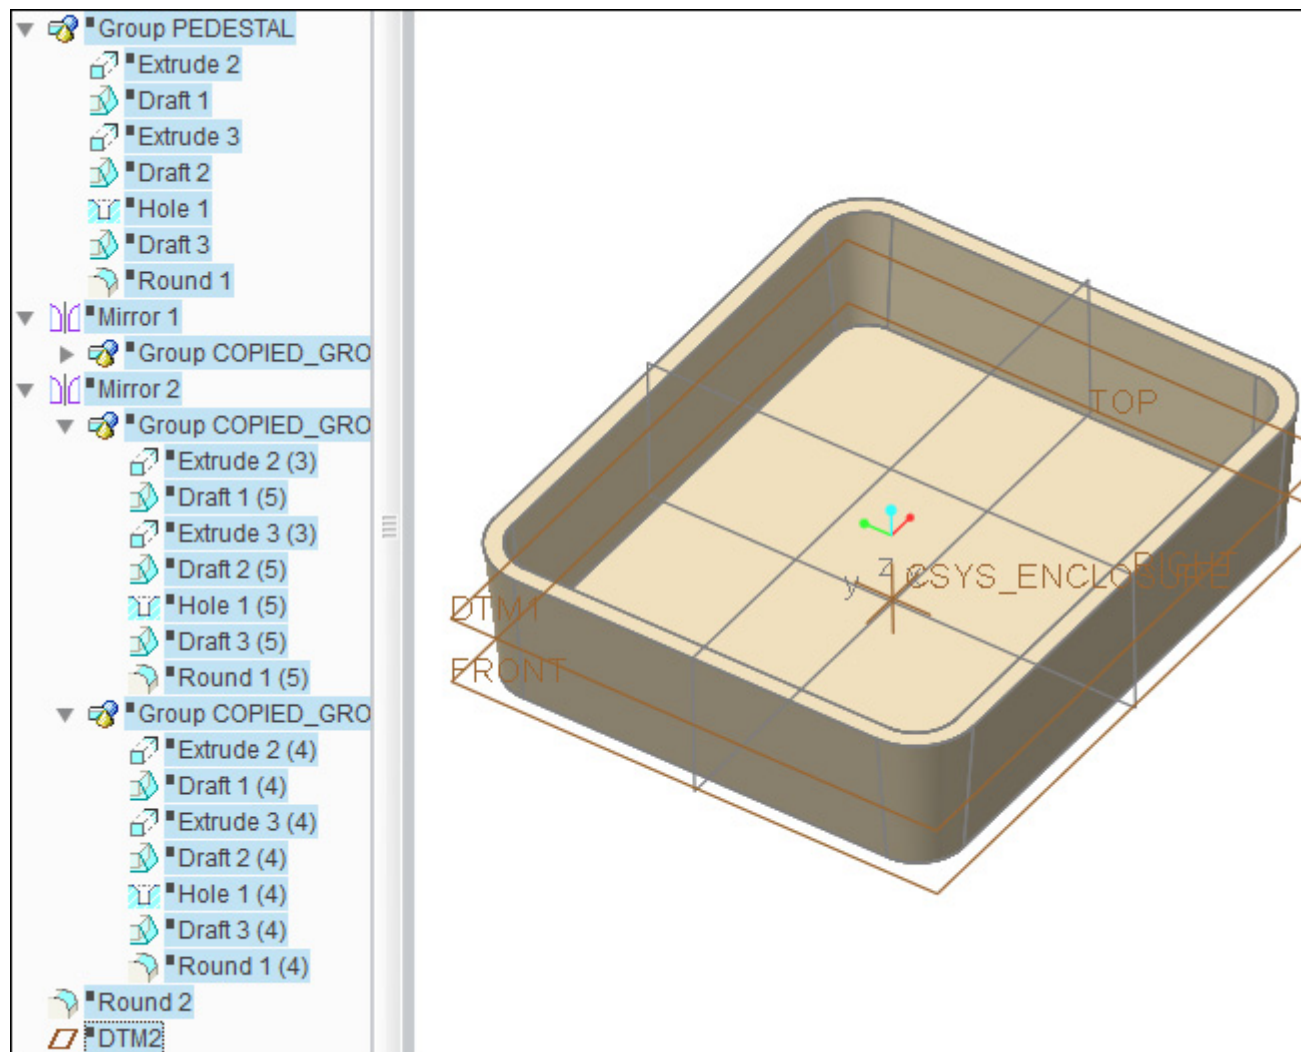 Group PEDESTAL
Extrude 2
Draft 1
Extrude 3
Draft 2
Hole 1
Draft 3
Round 1
Mirror 1
Group COPIED_GRO
Mirror 2
Group COPIED_GRO
Extrude 2 (3)
Draft 1 (5)
Extrude 3 (3)
Draft 2 (5)
Hole 1 (5)
Draft 3 (5)
Round 1 (5)
Group COPIED_GRO
Extrude 2 (4)
Draft 1 (4)
Extrude 3 (4)
Draft 2 (4)
Hole 1 (4)
Draft 3 (4)
Round 1 (4)
Round 2
DTM2
TOP
RIGHT
z
y
CSYS_ENCLOSURE
DTM1
FRONT